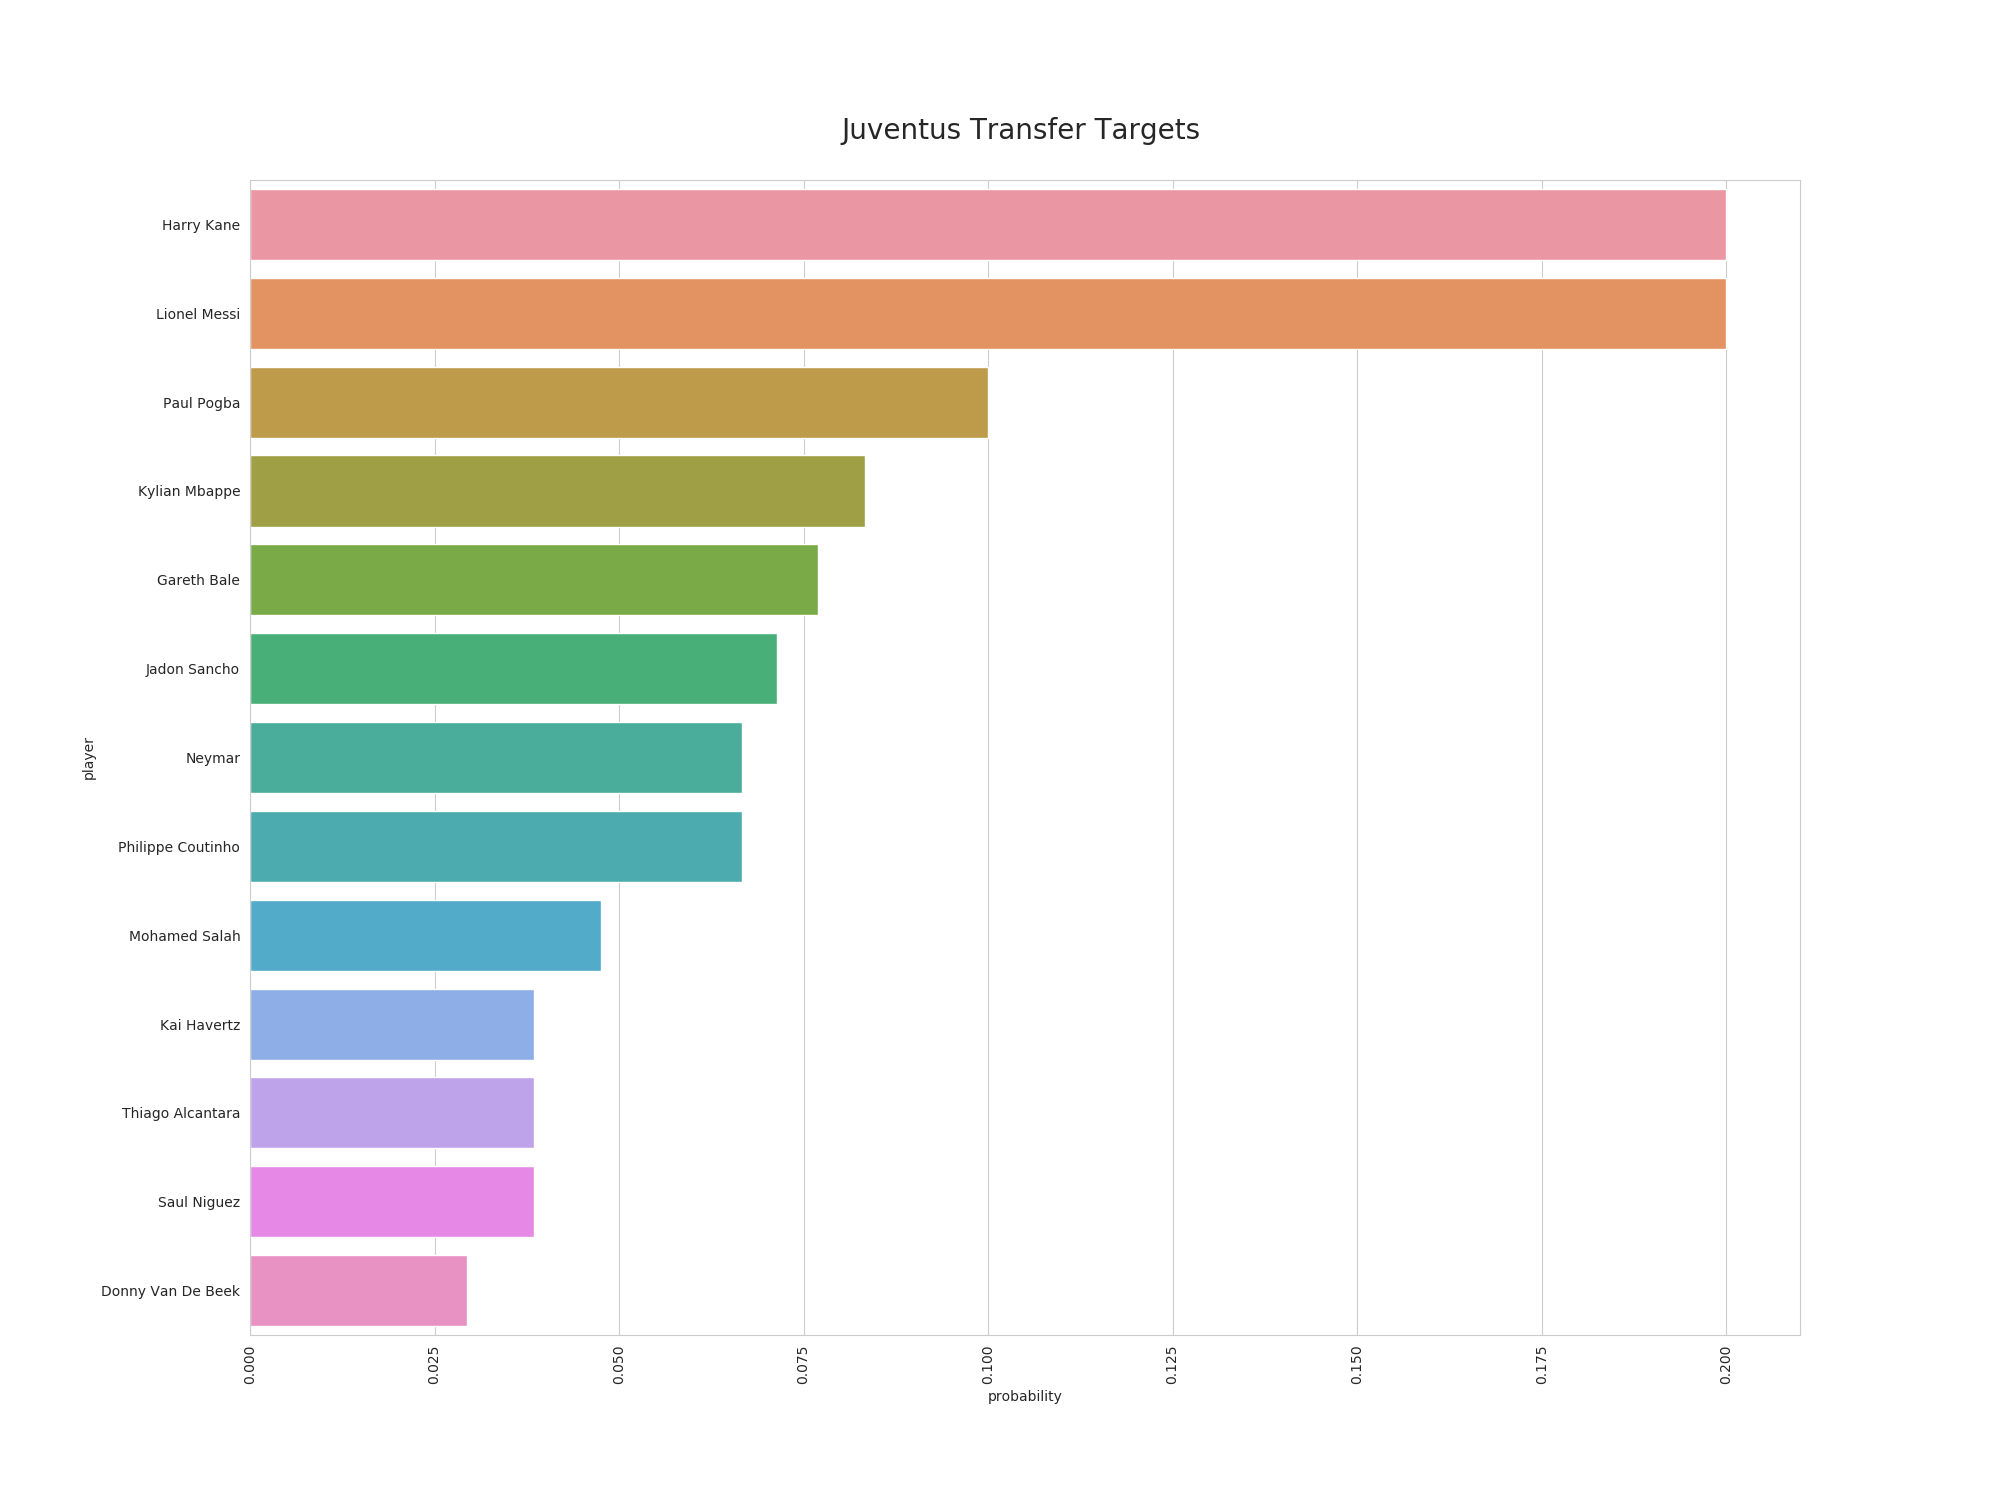 Juventus Transfer Targets
Harry Kane
Lionel Messi
Paul Pogba
Kylian Mbappe
Gareth Bale
Jadon Sancho
Neymar
Philippe Coutinho
Mohamed Salah
Kai Havertz
Thiago Alcantara
Saul Niguez
Donny Van De Beek
player
0.000 0.025 0.050 0.075 0.100 0.125 0.150 0.175 0.200
probability